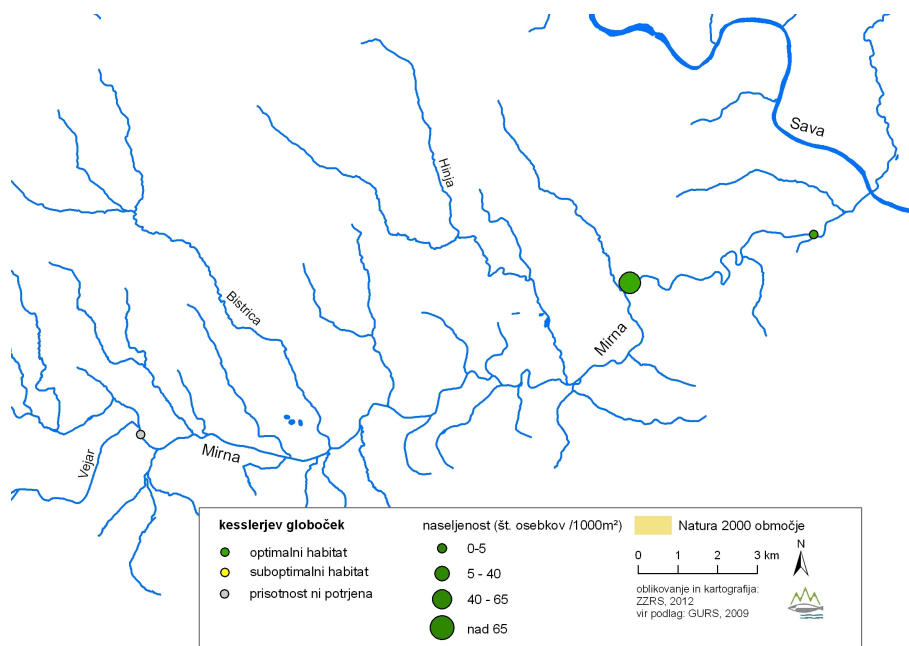 Sava
Hinja
Bistrica
Mirna
Vejar
Mirna
kesslerjev globoček
optimalni habitat
suboptimalni habitat
prisotnost ni potrjena
naseljenost (št. osebkov /1000m²)
0-5
5 - 40
40 - 65
nad 65
Natura 2000 območje
N
0 1 2 3 km
oblikovanje in kartografija:
ZZRS, 2012
vir podlag: GURS, 2009